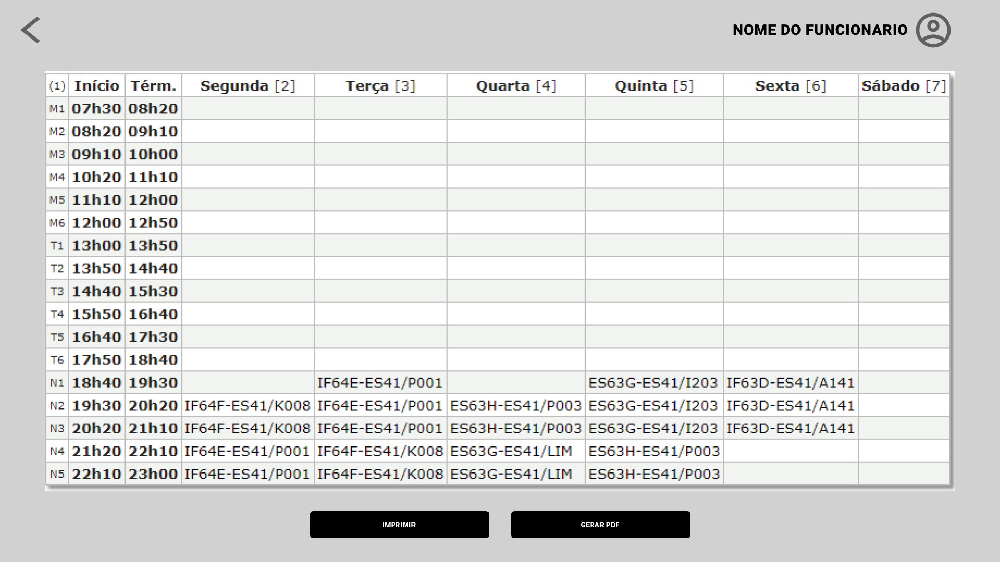 NOME DO FUNCIONARIO
(1) Início Térm. Segunda [2] Terça [3] Quarta [4] Quinta [5] Sexta [6] Sábado [7]
M1 07h30 08h20
M2 08h20 09h10
M3 09h10 10h00
M4 10h20 11h10
M5 11h10 12h00
M6 12h00 12h50
T1 13h00 13h50
T2 13h50 14h40
T3 14h40 15h30
T4 15h50 16h40
T5 16h40 17h30
T6 17h50 18h40
N1 18h40 19h30 IF64E-ES41/P001 ES63G-ES41/I203 IF63D-ES41/A141
N2 19h30 20h20 IF64F-ES41/K008 IF64E-ES41/P001 ES63H-ES41/P003 ES63G-ES41/I203 IF63D-ES41/A141
N3 20h20 21h10 IF64F-ES41/K008 IF64E-ES41/P001 ES63H-ES41/P003 ES63G-ES41/I203 IF63D-ES41/A141
N4 21h20 22h10 IF64E-ES41/P001 IF64F-ES41/K008 ES63G-ES41/LIM ES63H-ES41/P003
N5 22h10 23h00 IF64E-ES41/P001 IF64F-ES41/K008 ES63G-ES41/LIM ES63H-ES41/P003
IMPRIMIR GERAR PDF